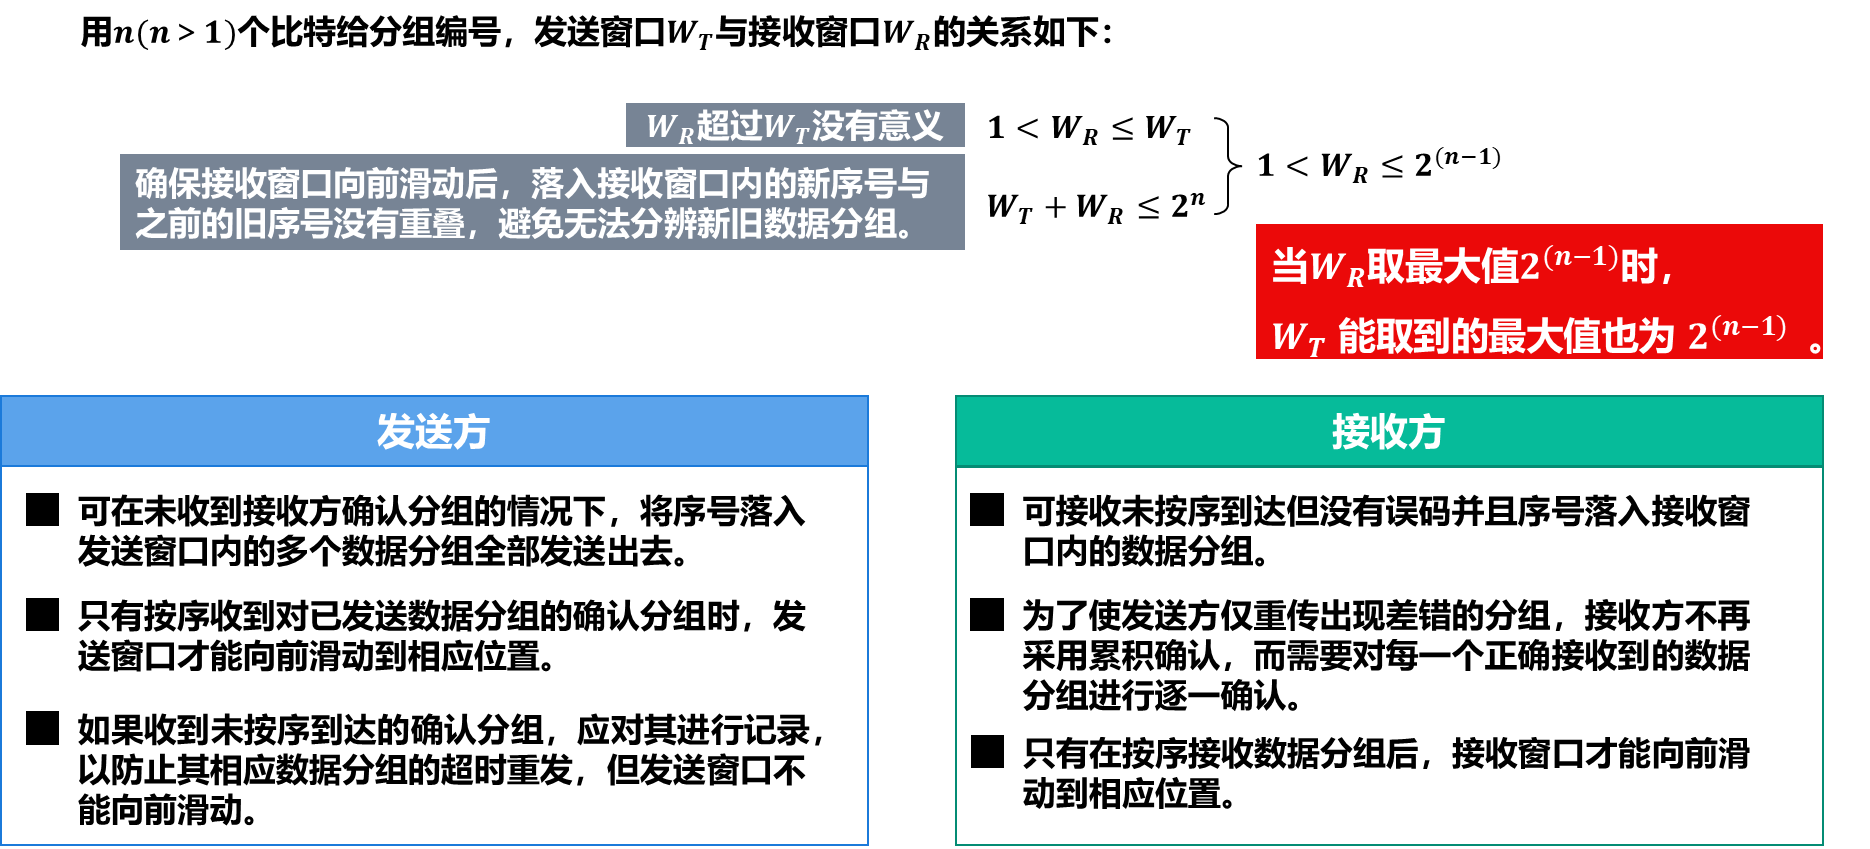 用n(n > 1)个比特给分组编号，发送窗口W_T与接收窗口W_R的关系如下：
W_R超过W_T没有意义
1 < W_R ≤ W_T
确保接收窗口向前滑动后，落入接收窗口内的新序号与
之前的旧序号没有重叠，避免无法分辨新旧数据分组。
W_T + W_R ≤ 2^n
1 < W_R ≤ 2^(n−1)
当W_R取最大值2^(n−1)时，
W_T 能取到的最大值也为 2^(n−1) 。
发送方
可在未收到接收方确认分组的情况下，将序号落入
发送窗口内的多个数据分组全部发送出去。
只有按序收到对已发送数据分组的确认分组时，发
送窗口才能向前滑动到相应位置。
如果收到未按序到达的确认分组，应对其进行记录，
以防止其相应数据分组的超时重发，但发送窗口不
能向前滑动。
接收方
可接收未按序到达但没有误码并且序号落入接收窗
口内的数据分组。
为了使发送方仅重传出现差错的分组，接收方不再
采用累积确认，而需要对每一个正确接收到的数据
分组进行逐一确认。
只有在按序接收数据分组后，接收窗口才能向前滑
动到相应位置。